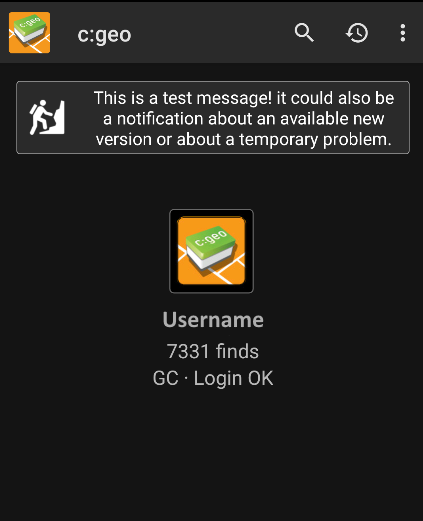 c:geo
c:geo
This is a test message! it could also be
a notification about an available new
version or about a temporary problem.
c:geo
Username
7331 finds
GC · Login OK